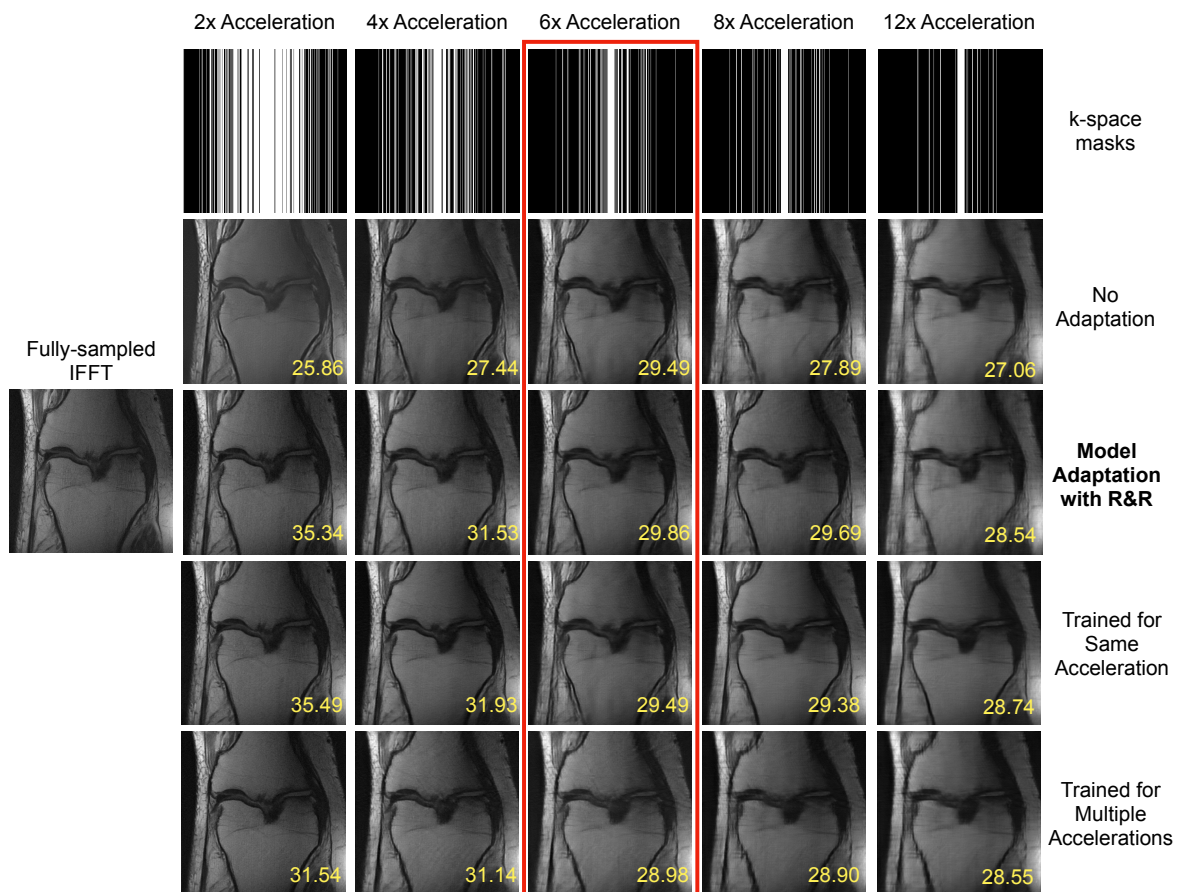 2x Acceleration 4x Acceleration 6x Acceleration 8x Acceleration 12x Acceleration
k-space
masks
25.86 27.44 29.49 27.89 27.06
No
Adaptation
Fully-sampled
IFFT
35.34 31.53 29.86 29.69 28.54
Model
Adaptation
with R&R
35.49 31.93 29.49 29.38 28.74
Trained for
Same
Acceleration
31.54 31.14 28.98 28.90 28.55
Trained for
Multiple
Accelerations